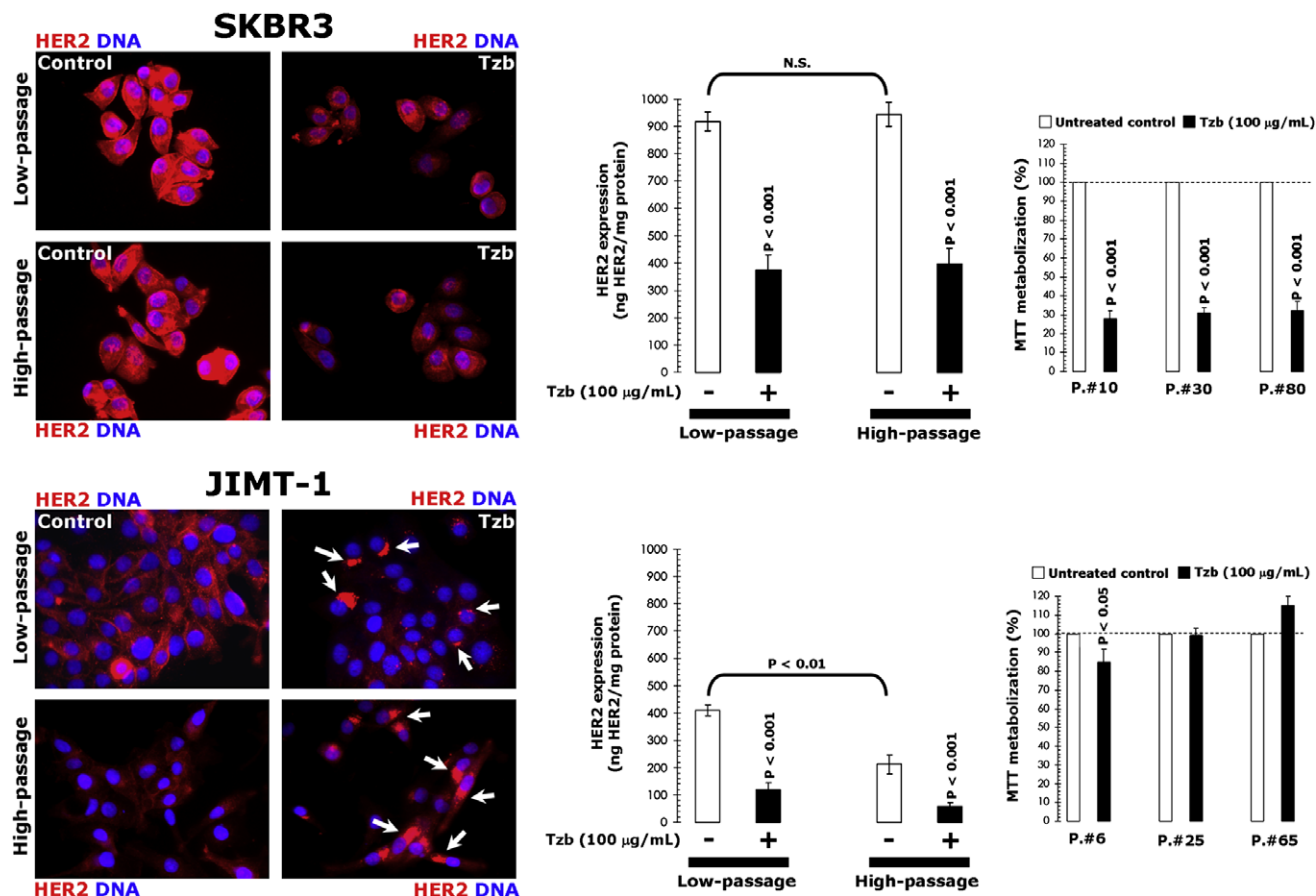 SKBR3
HER2 DNA
HER2 DNA
Control
Tzb
Low-passage
Control
Tzb
High-passage
HER2 DNA
HER2 DNA
N.S.
1000
900
800
700
600
500
400
300
200
100
0
HER2 expression
(ng HER2/mg protein)
P < 0.001
P < 0.001
Tzb (100 µg/mL)
- + - +
Low-passage
High-passage
Untreated control
Tzb (100 µg/mL)
120
110
100
90
80
70
60
50
40
30
20
10
0
MTT metabolization (%)
P < 0.001
P < 0.001
P < 0.001
P.#10
P.#30
P.#80
JIMT-1
HER2 DNA
HER2 DNA
Control
Tzb
Low-passage
High-passage
HER2 DNA
HER2 DNA
1000
900
800
700
600
500
400
300
200
100
0
HER2 expression
(ng HER2/mg protein)
P < 0.01
P < 0.001
P < 0.001
Tzb (100 µg/mL)
- + - +
Low-passage
High-passage
Untreated control
Tzb (100 µg/mL)
120
110
100
90
80
70
60
50
40
30
20
10
0
MTT metabolization (%)
P < 0.05
P.#6
P.#25
P.#65